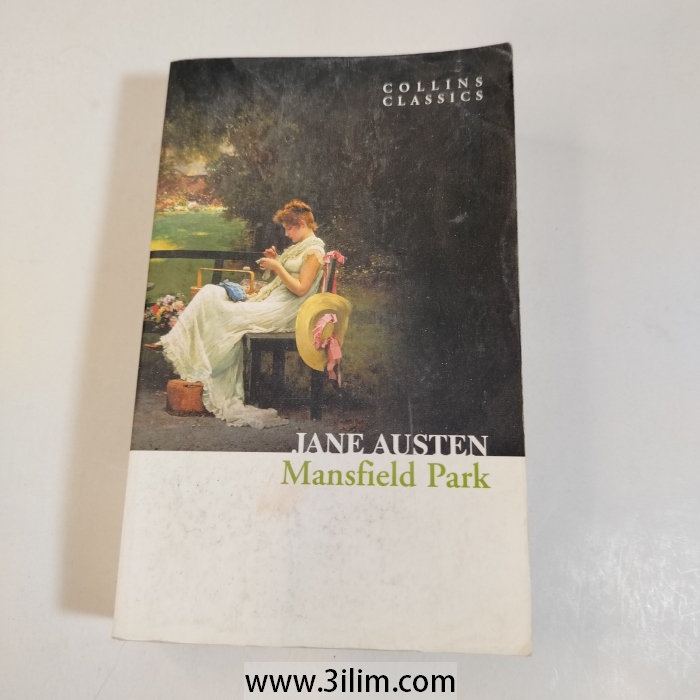 COLLINS
CLASSICS
JANE AUSTEN
Mansfield Park
www.3ilim.com